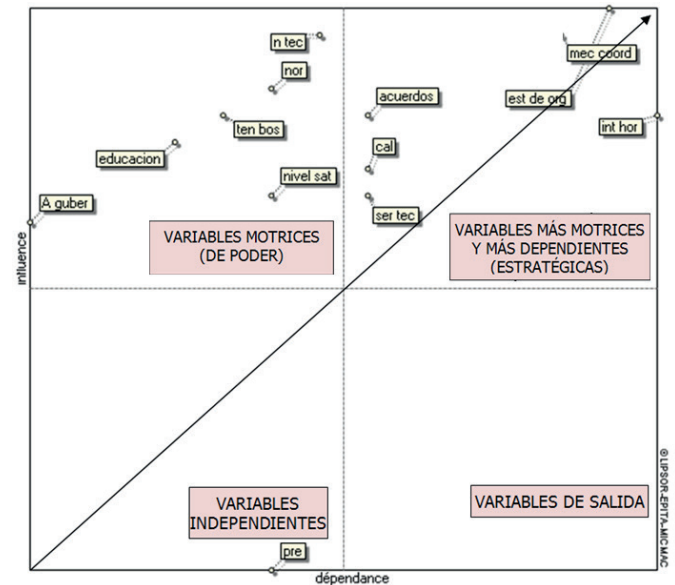 n tec
mec coord
nor
acuerdos
est de org
ten bos
int hor
educacion
cal
nivel sat
A guber
ser tec
VARIABLES MOTRICES
(DE PODER)
VARIABLES MÁS MOTRICES
Y MÁS DEPENDIENTES
(ESTRATÉGICAS)
influence
VARIABLES
INDEPENDIENTES
VARIABLES DE SALIDA
pre
dépendance
© LIPSOR-EPITA-MICMAC